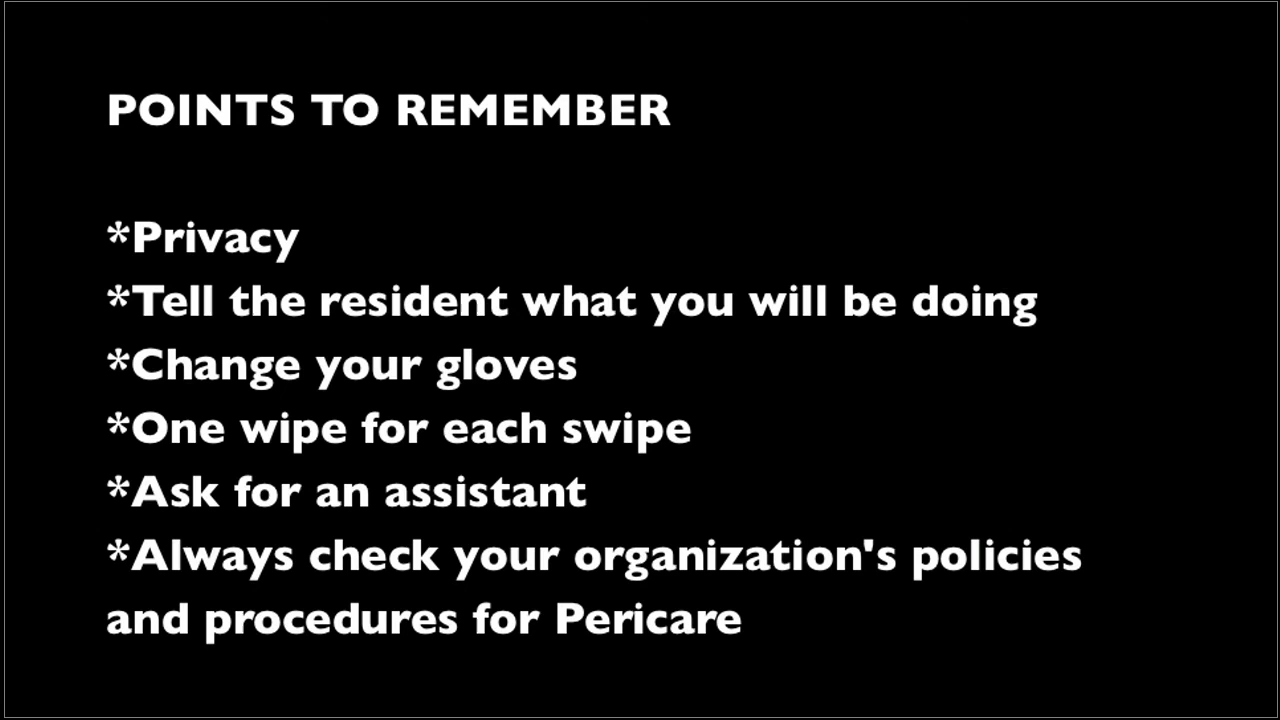 POINTS TO REMEMBER
*Privacy
*Tell the resident what you will be doing
*Change your gloves
*One wipe for each swipe
*Ask for an assistant
*Always check your organization's policies
and procedures for Pericare